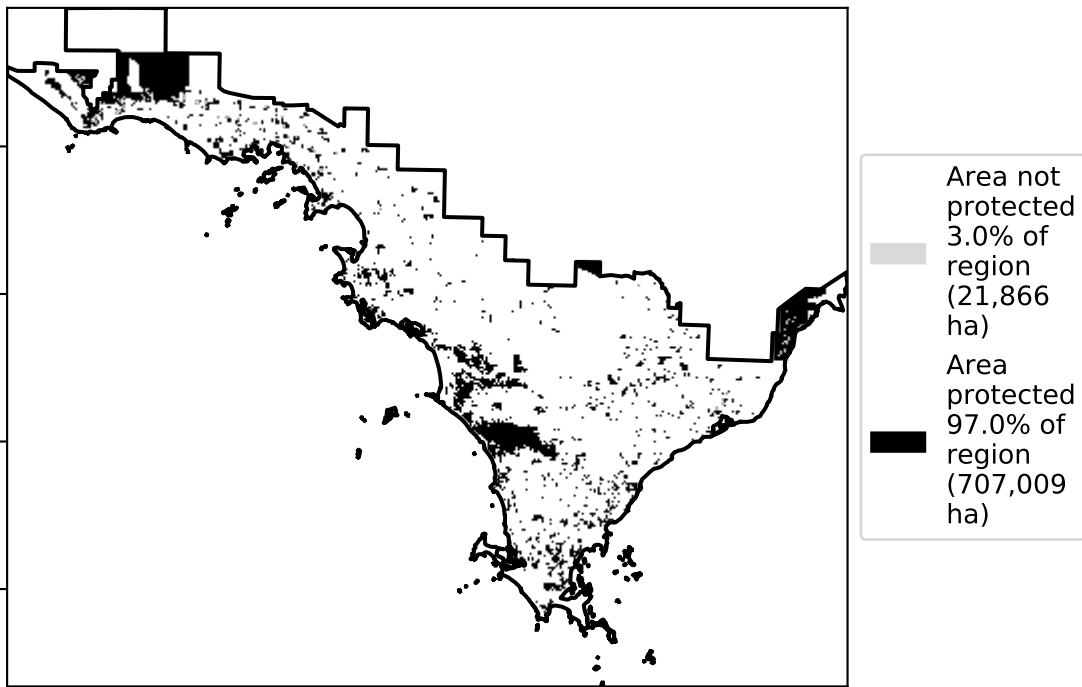 Area not
protected
3.0% of
region
(21,866
ha)
Area
protected
97.0% of
region
(707,009
ha)